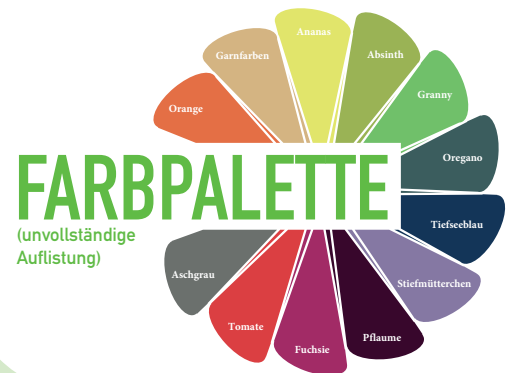 Ananas
Absinth
Garnfarben
Granny
Orange
Oregano
FARBPALETTE
(unvollständige
Auflistung)
Tiefseeblau
Aschgrau
Stiefmütterchen
Tomate
Pflaume
Fuchsie